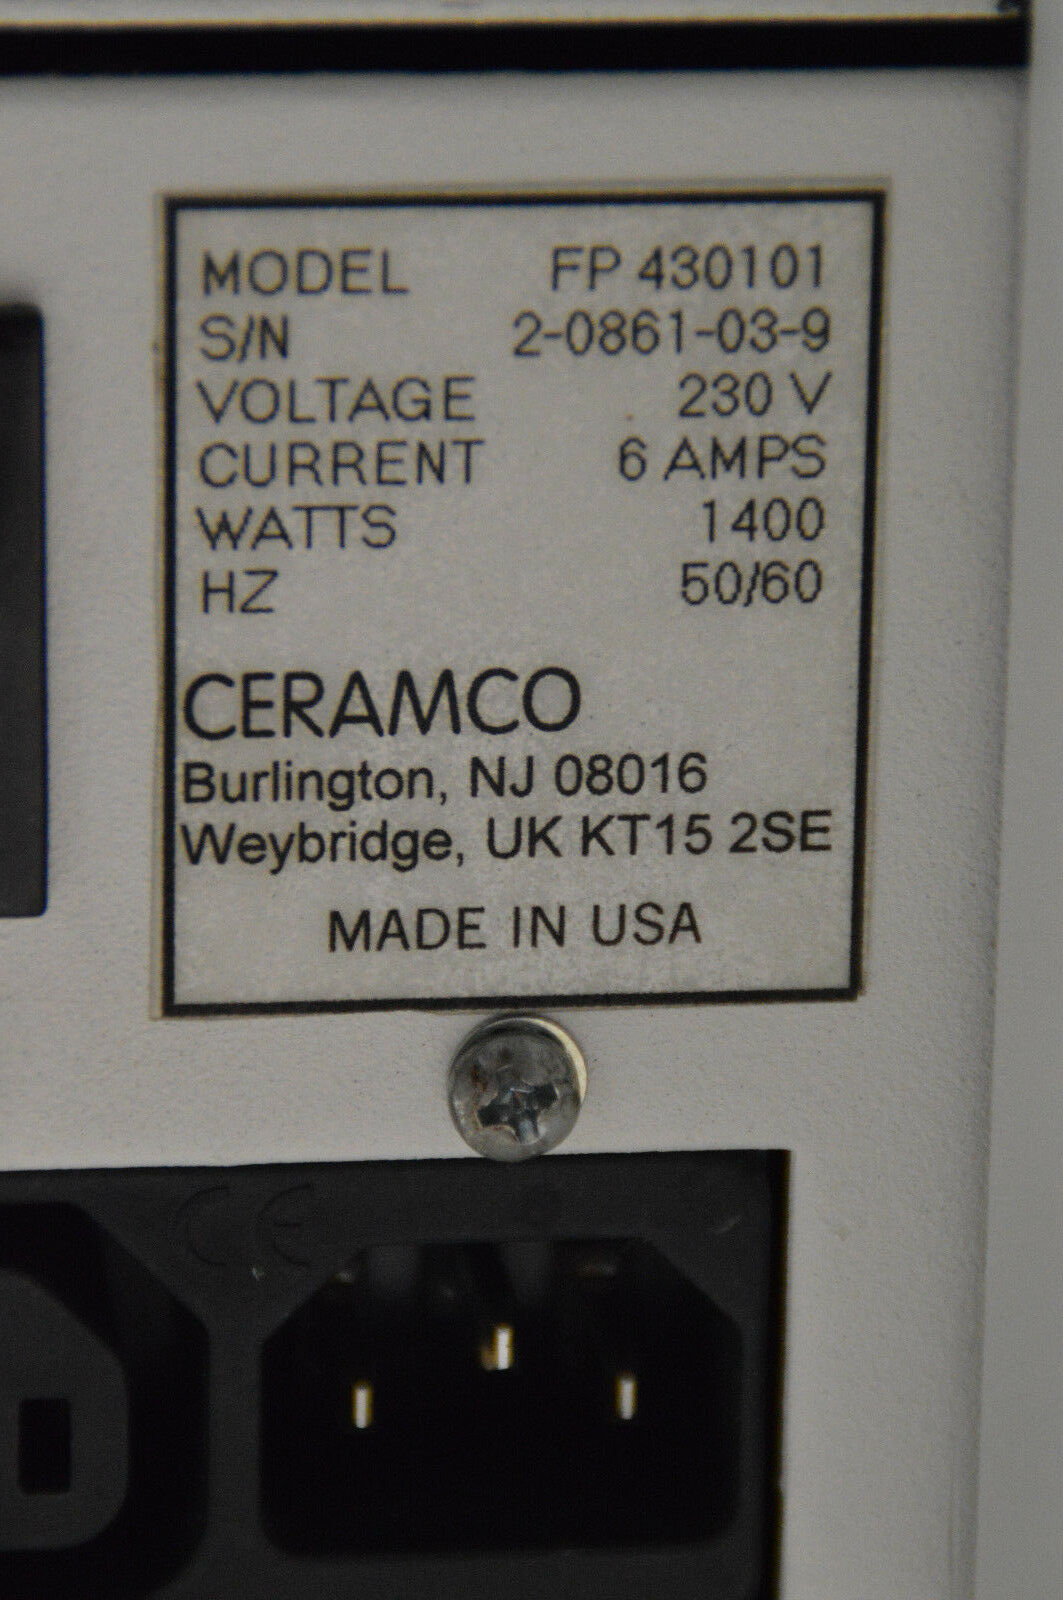 MODEL FP 430101
S/N 2-0861-03-9
VOLTAGE 230 V
CURRENT 6 AMPS
WATTS 1400
HZ 50/60
CERAMCO
Burlington, NJ 08016
Weybridge, UK KT15 2SE
MADE IN USA
CE